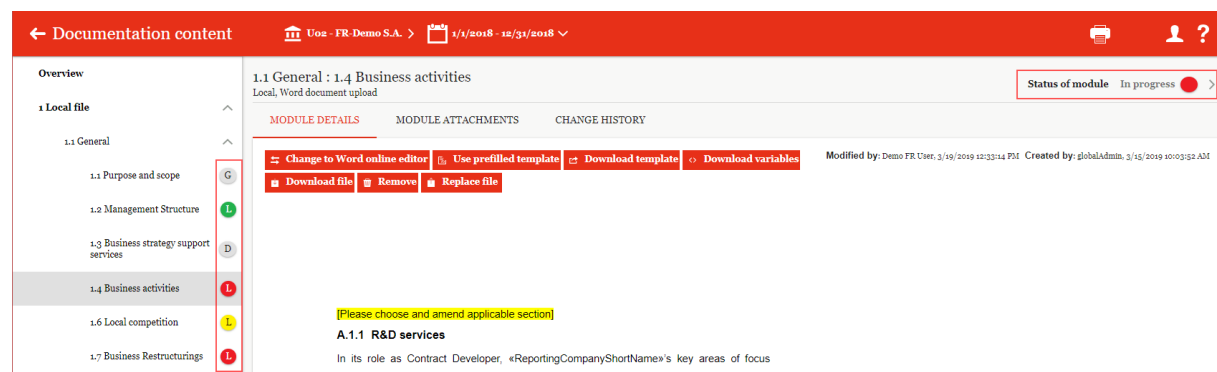 Documentation content
U02 - FR-Demo S.A.
1/1/2018 - 12/31/2018
?
Overview
1 Local file
1.1 General
1.1 Purpose and scope G
1.2 Management Structure L
1.3 Business strategy support
services D
1.4 Business activities L
1.6 Local competition L
1.7 Business Restructurings L
1.1 General : 1.4 Business activities
Local, Word document upload
Status of module In progress
MODULE DETAILS MODULE ATTACHMENTS CHANGE HISTORY
Change to Word online editor Use prefilled template Download template Download variables
Download file Remove Replace file
Modified by: Demo FR User, 3/19/2019 12:33:14 PM Created by: globalAdmin, 3/15/2019 10:03:52 AM
[Please choose and amend applicable section]
A.1.1 R&D services
In its role as Contract Developer, «ReportingCompanyShortName»'s key areas of focus